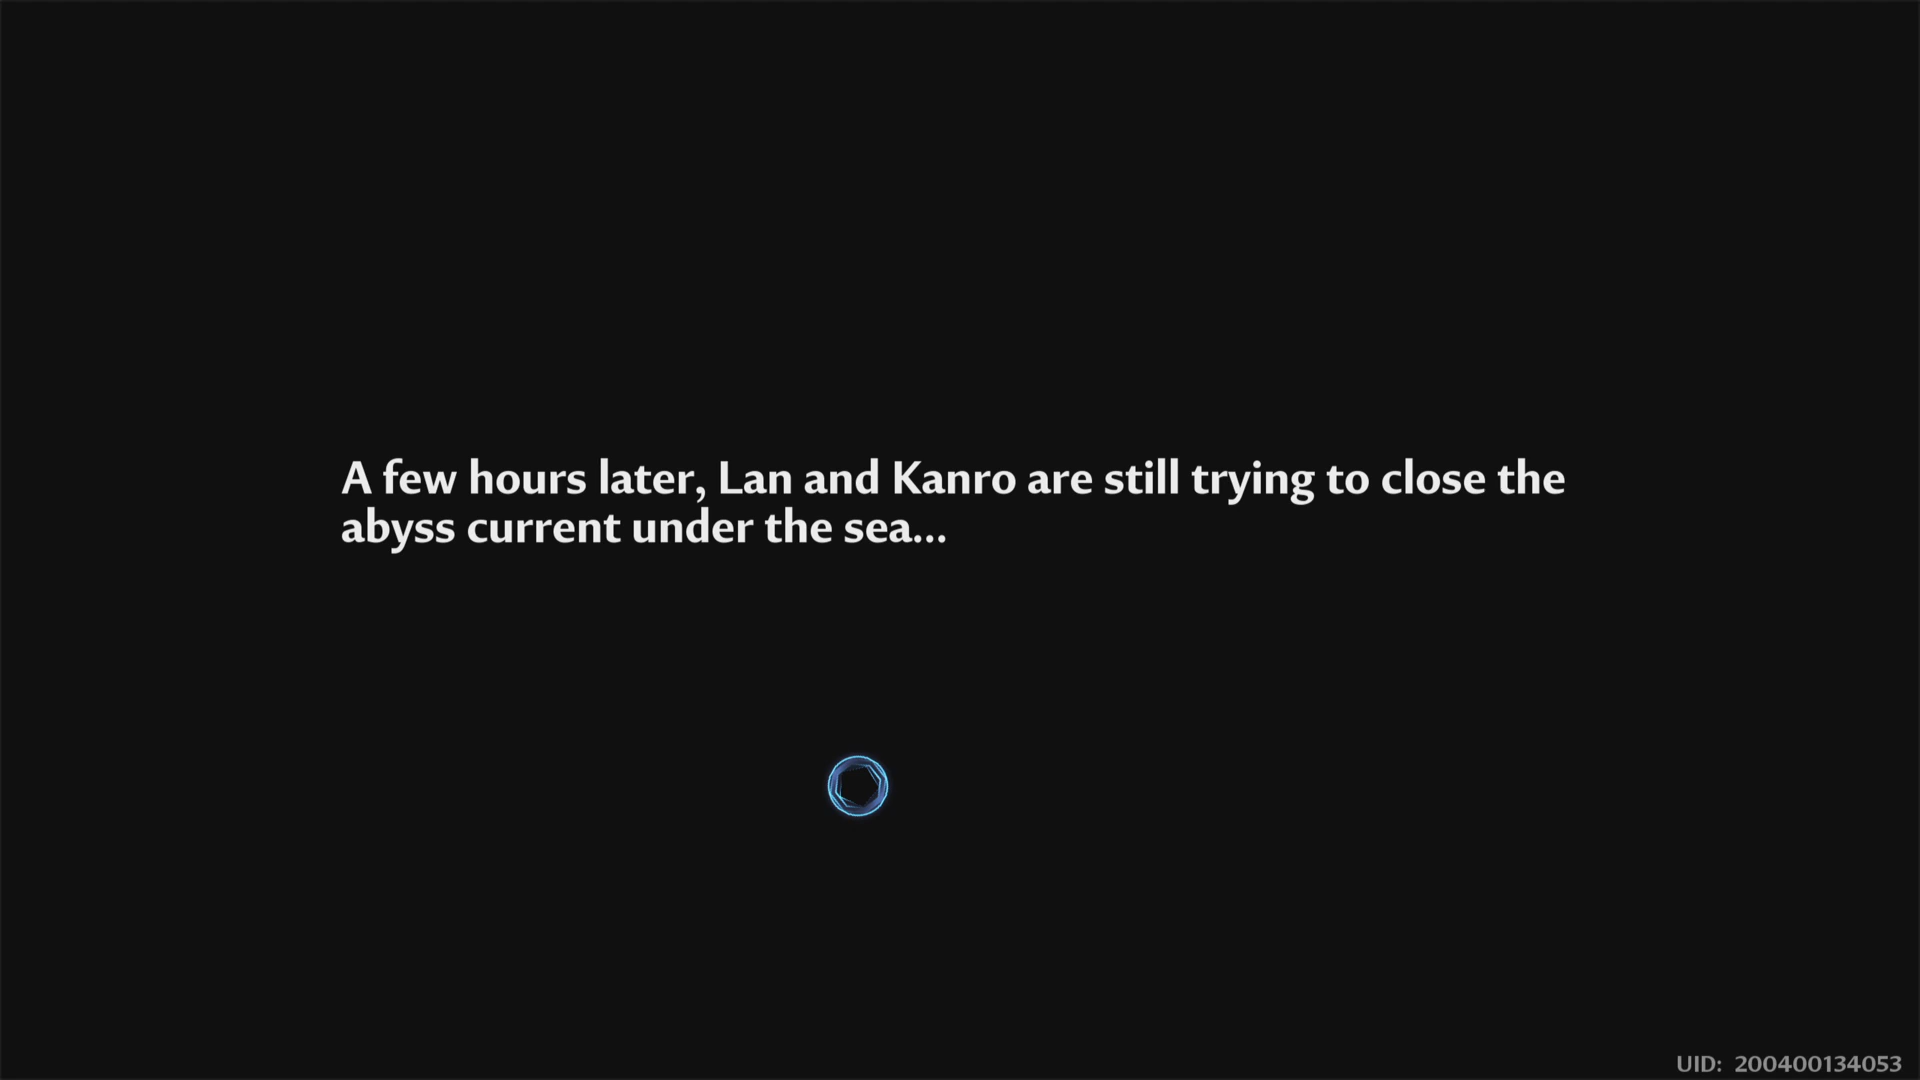 A few hours later, Lan and Kanro are still trying to close the
abyss current under the sea...
UID: 200400134053